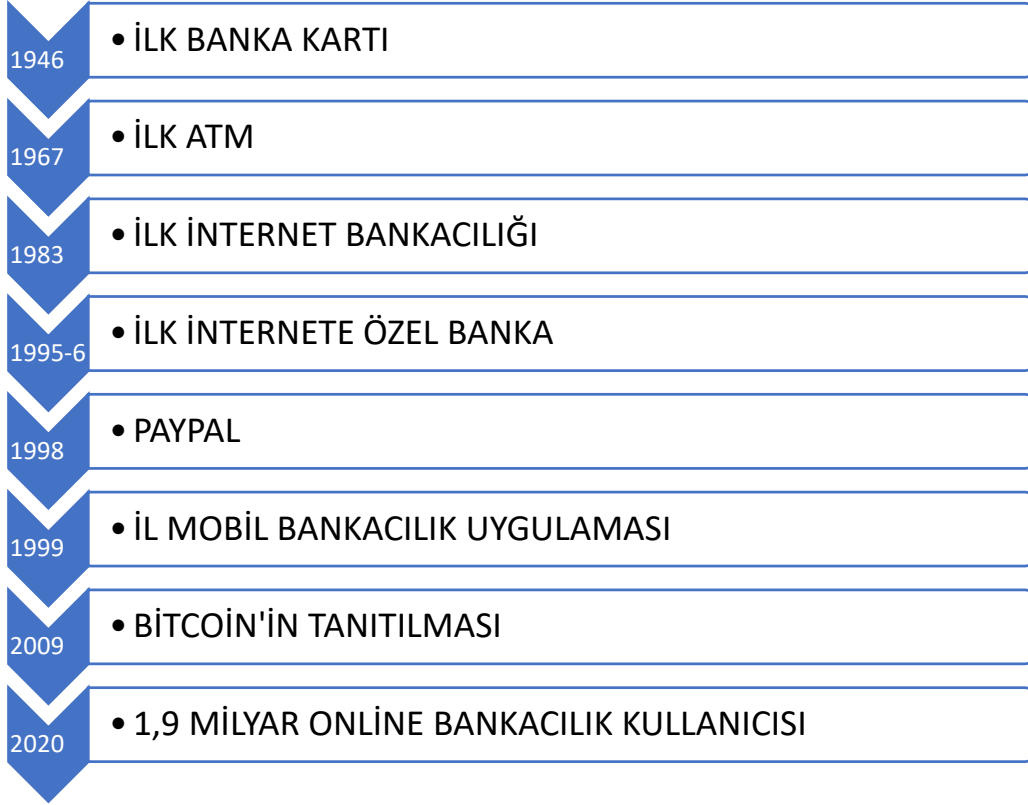 1946
• İLK BANKA KARTI
1967
• İLK ATM
1983
• İLK İNTERNET BANKACILIĞI
1995-6
• İLK İNTERNETE ÖZEL BANKA
1998
• PAYPAL
1999
• İL MOBİL BANKACILIK UYGULAMASI
2009
• BİTCOİN'İN TANITILMASI
2020
• 1,9 MİLYAR ONLİNE BANKACILIK KULLANICISI